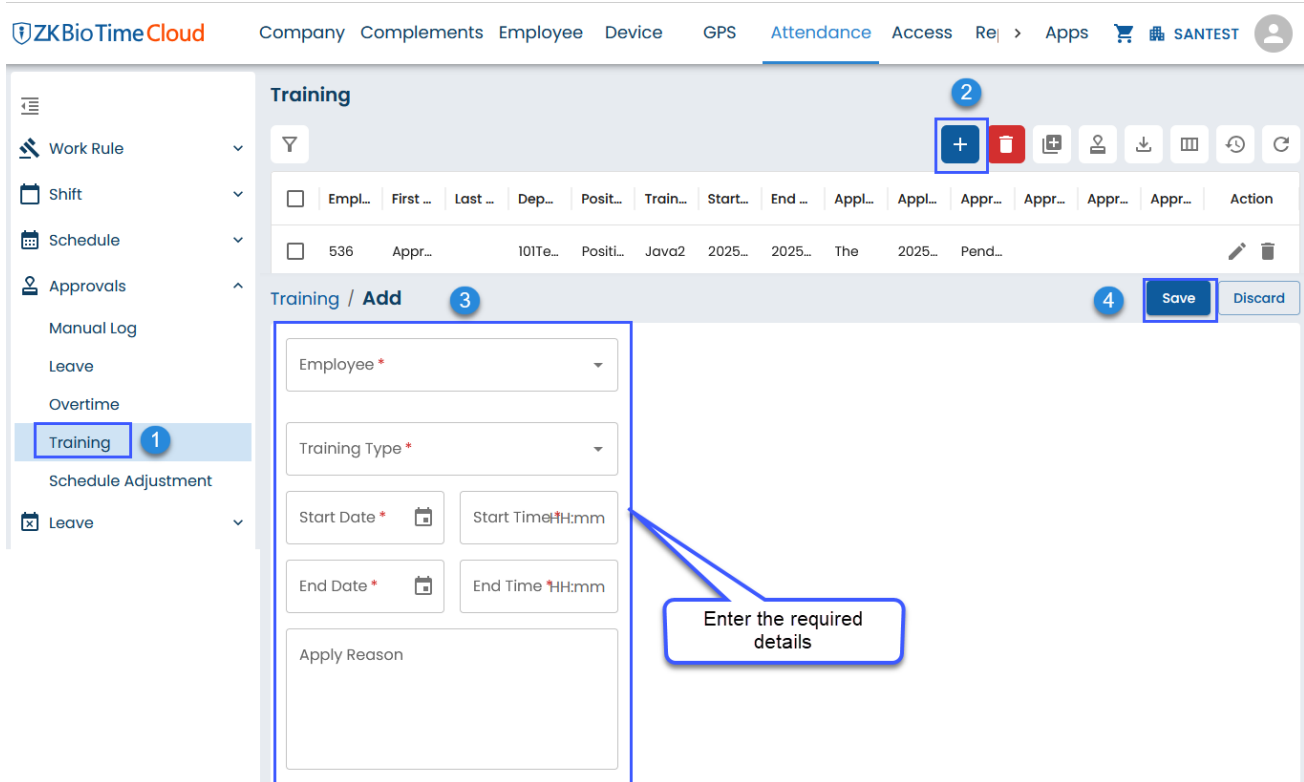 ZKBioTime Cloud Company Complements Employee Device GPS Attendance Access Re Apps SANTEST
Training
2
Work Rule
Shift
Schedule
Approvals
Manual Log
Leave
Overtime
Training 1
Schedule Adjustment
Leave
Empl... First ... Last ... Dep... Posit... Train... Start... End ... Appl... Appl... Appr... Appr... Appr... Appr... Action
536 Appr... 101Te... Positi... Java2 2025... 2025... The 2025... Pend...
Training / Add 3 4 Save Discard
Employee *
Training Type *
Start Date * Start Time * HH:mm
End Date * End Time * HH:mm
Apply Reason
Enter the required
details